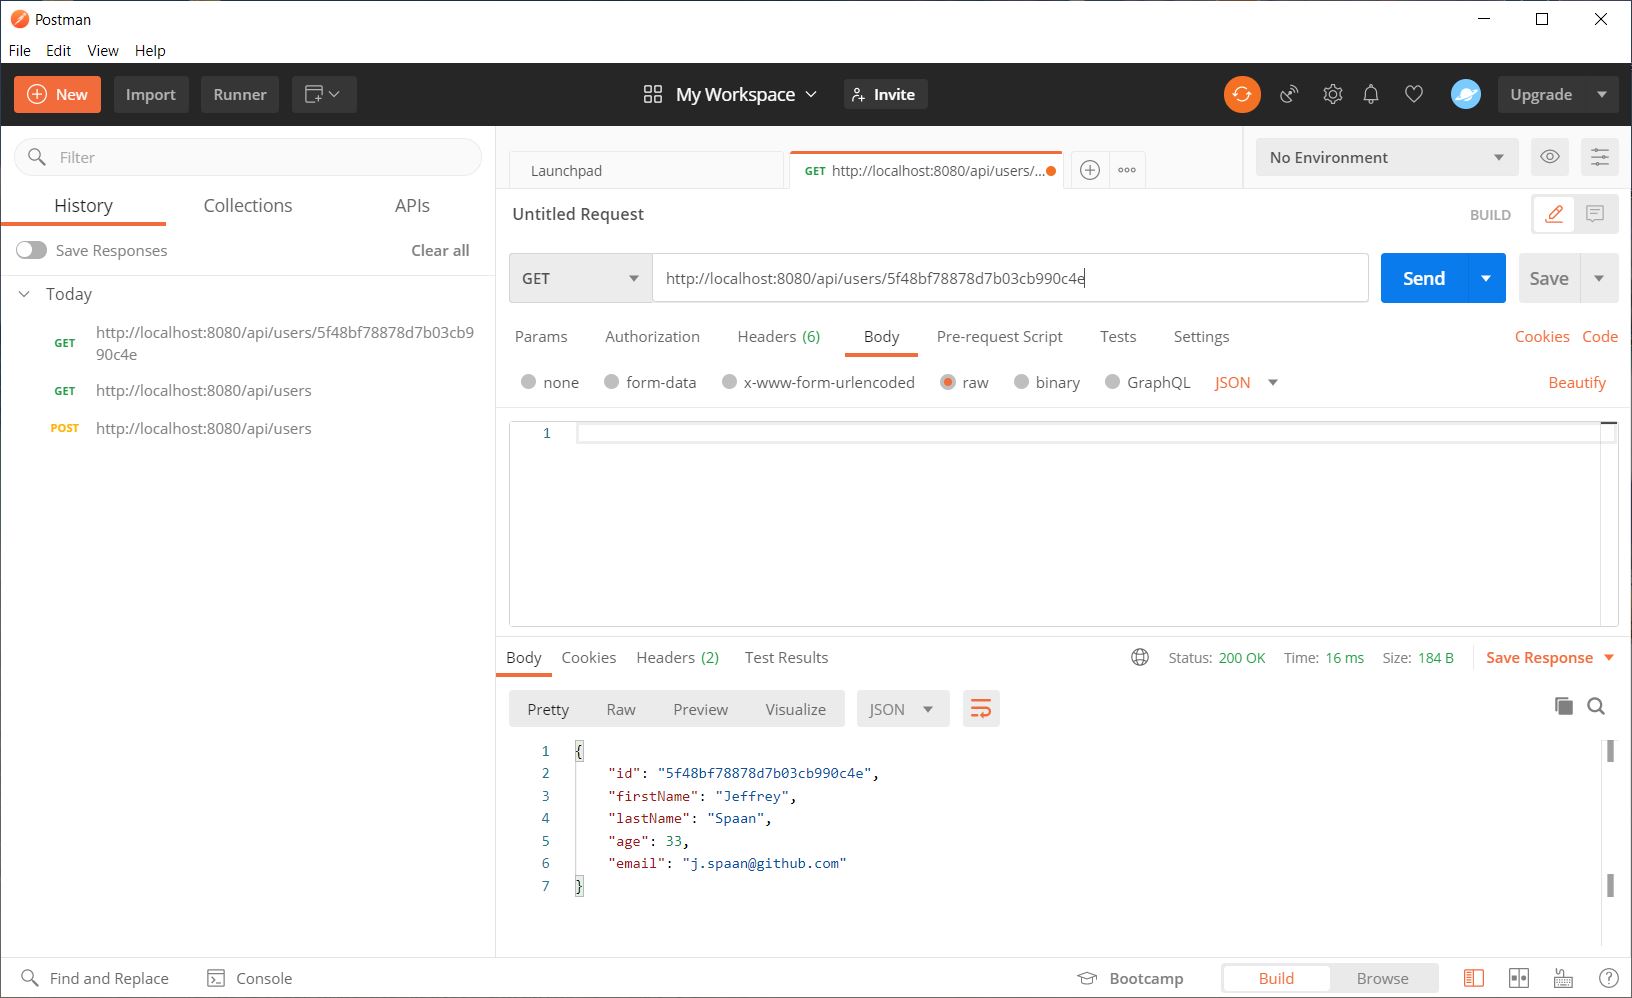 Postman
File Edit View Help
New Import Runner My Workspace Invite Upgrade
Filter
History Collections APIs
Save Responses Clear all
Today
GET http://localhost:8080/api/users/5f48bf78878d7b03cb9
90c4e
GET http://localhost:8080/api/users
POST http://localhost:8080/api/users
Launchpad GET http://localhost:8080/api/users/... No Environment
Untitled Request BUILD
GET http://localhost:8080/api/users/5f48bf78878d7b03cb990c4e Send Save
Params Authorization Headers (6) Body Pre-request Script Tests Settings Cookies Code
none form-data x-www-form-urlencoded raw binary GraphQL JSON Beautify
1
Body Cookies Headers (2) Test Results Status: 200 OK Time: 16 ms Size: 184 B Save Response
Pretty Raw Preview Visualize JSON
1 {
2 "id": "5f48bf78878d7b03cb990c4e",
3 "firstName": "Jeffrey",
4 "lastName": "Spaan",
5 "age": 33,
6 "email": "j.spaan@github.com"
7 }
Find and Replace Console Bootcamp Build Browse